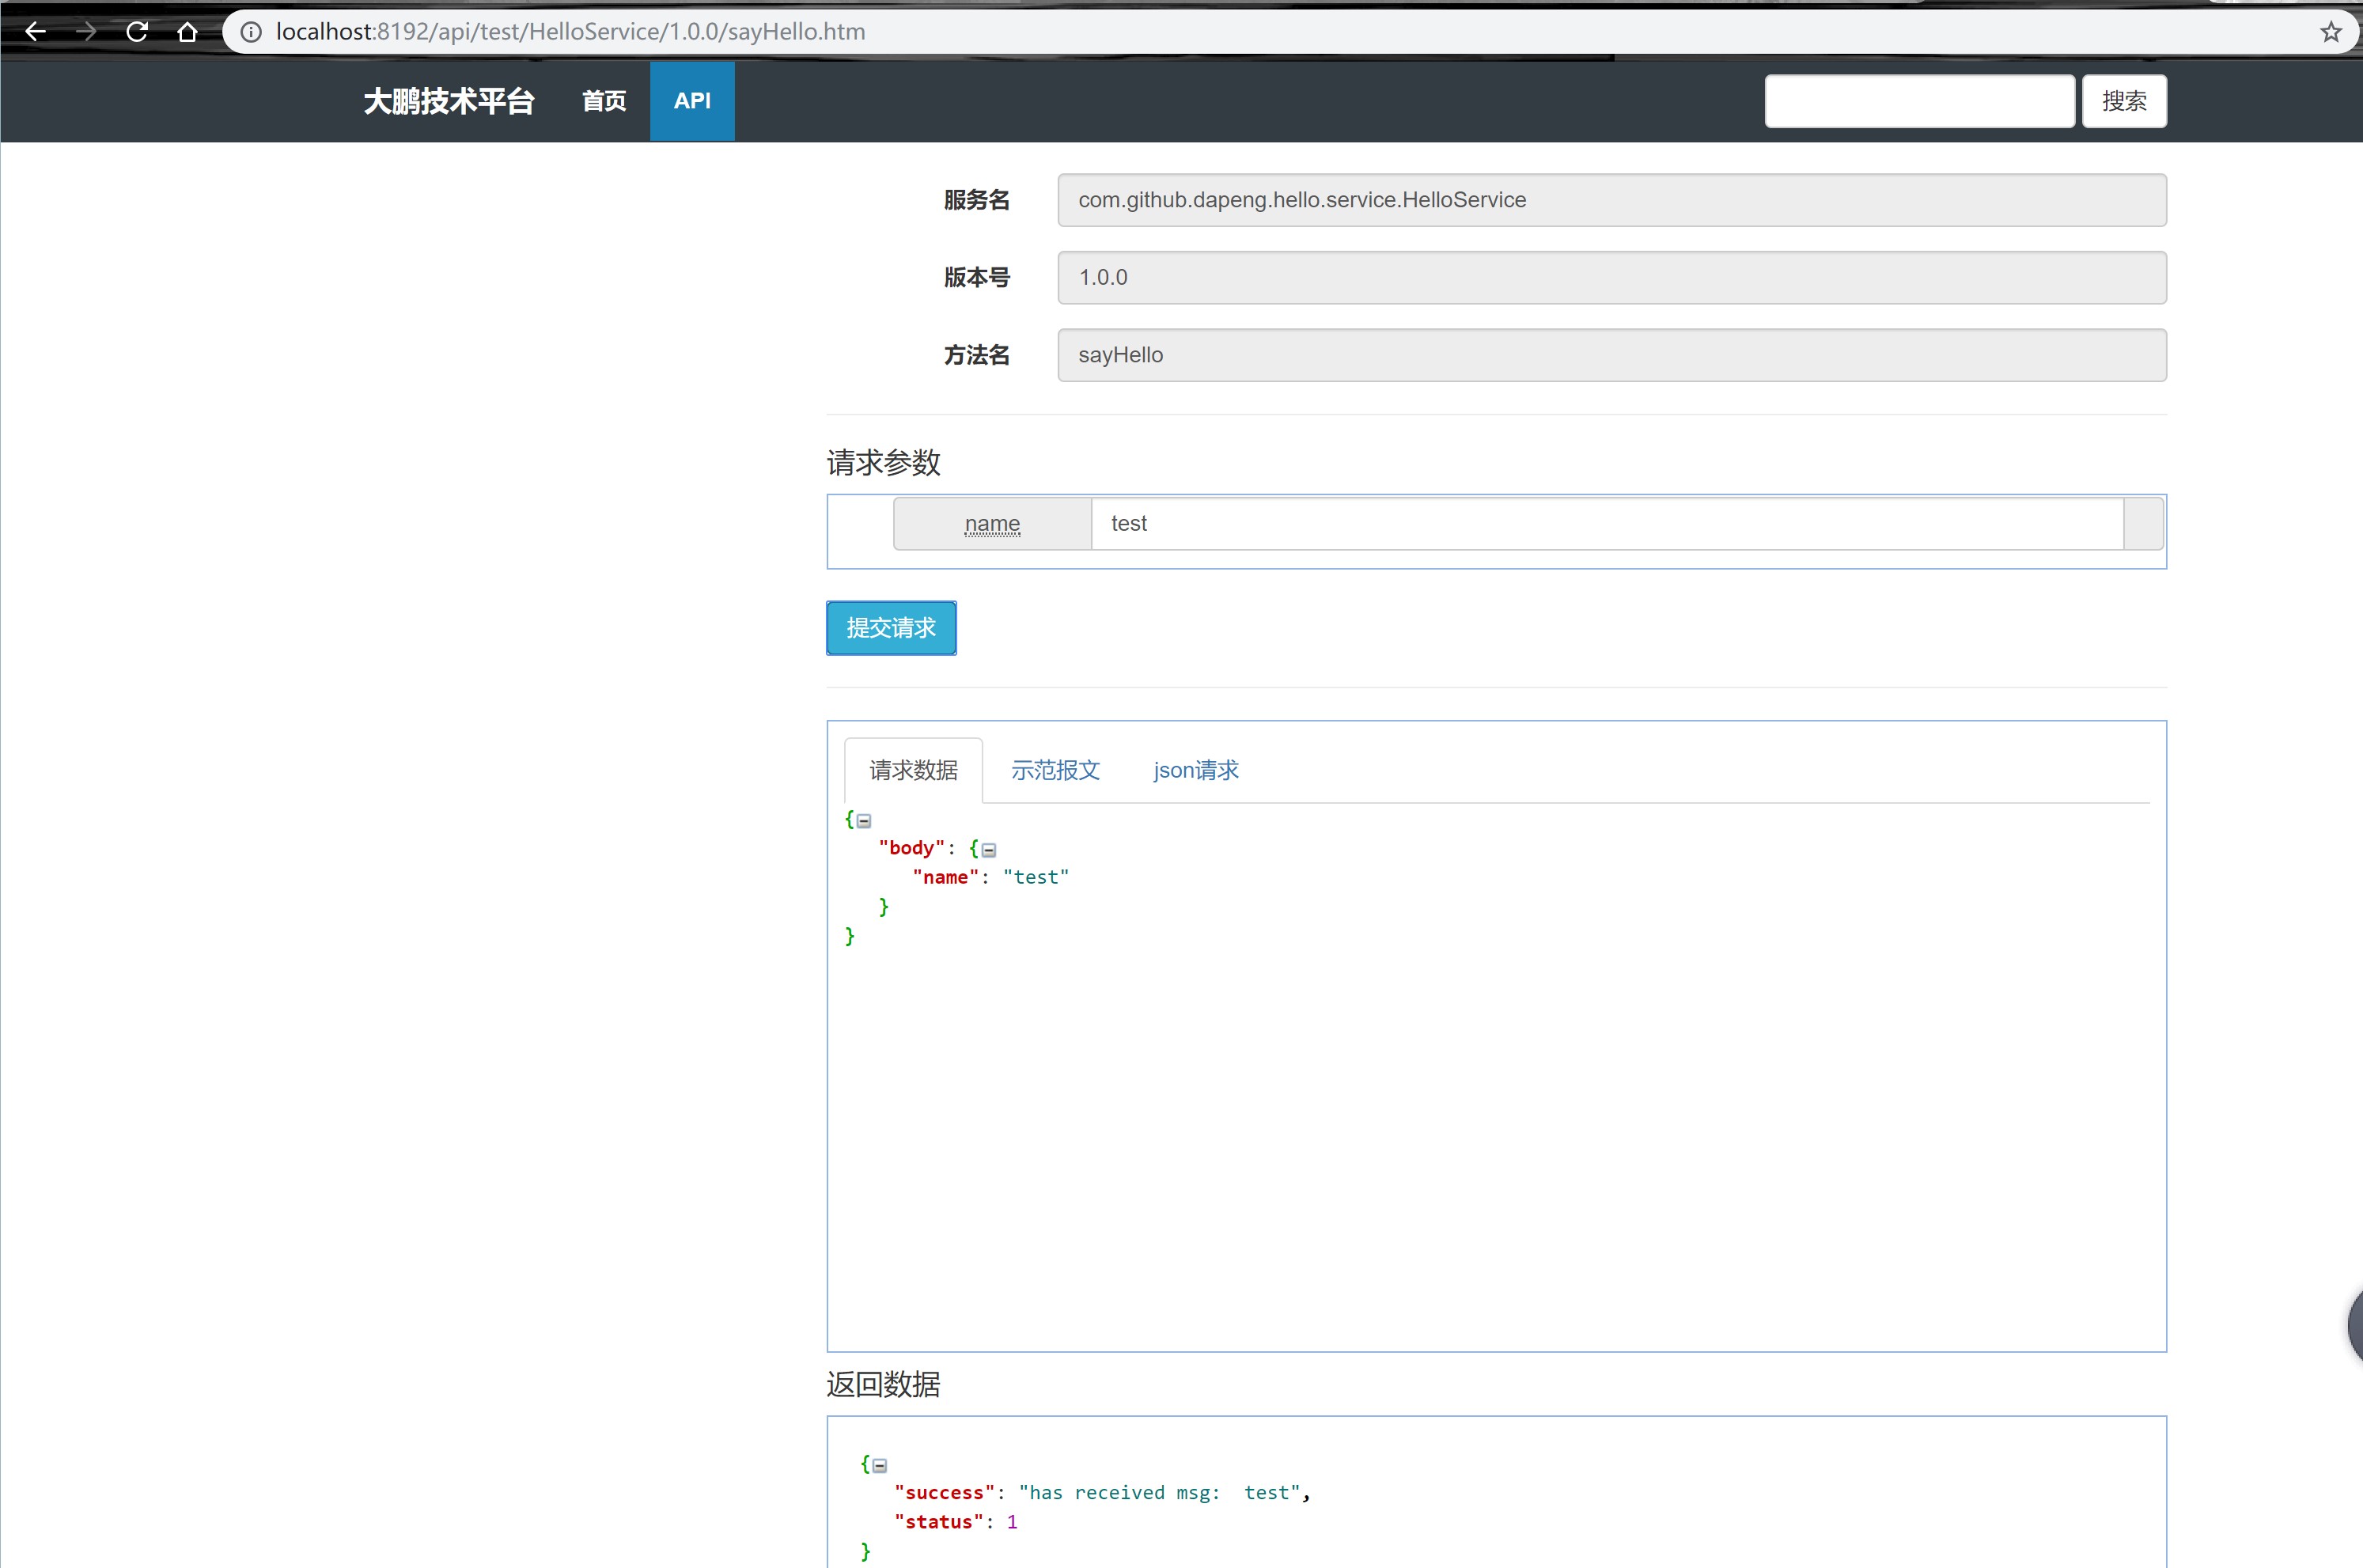 localhost:8192/api/test/HelloService/1.0.0/sayHello.htm
大鹏技术平台 首页 API 搜索
服务名 com.github.dapeng.hello.service.HelloService
版本号 1.0.0
方法名 sayHello
请求参数
name test
提交请求
请求数据 示范报文 json请求
{
"body": {
"name": "test"
}
}
返回数据
{
"success": "has received msg:  test",
"status": 1
}